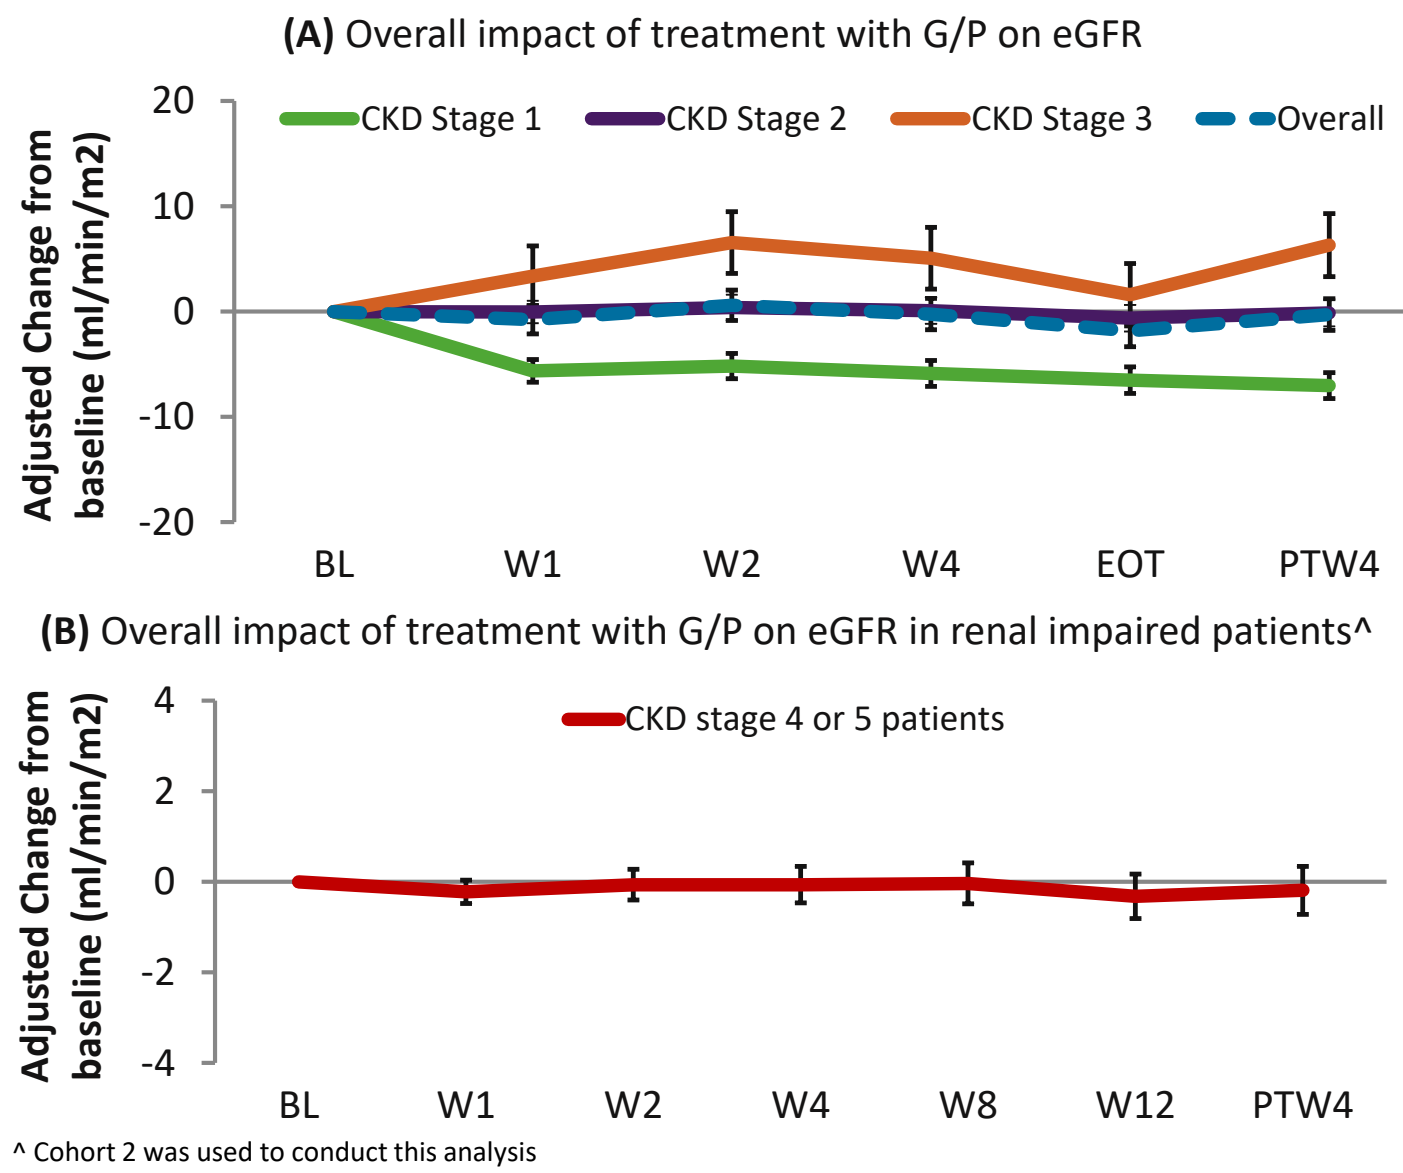 (A) Overall impact of treatment with G/P on eGFR
CKD Stage 1 CKD Stage 2 CKD Stage 3 Overall
Adjusted Change from
baseline (ml/min/m2)
20
10
0
-10
-20
BL W1 W2 W4 EOT PTW4
(B) Overall impact of treatment with G/P on eGFR in renal impaired patients^
CKD stage 4 or 5 patients
Adjusted Change from
baseline (ml/min/m2)
4
2
0
-2
-4
BL W1 W2 W4 W8 W12 PTW4
^ Cohort 2 was used to conduct this analysis